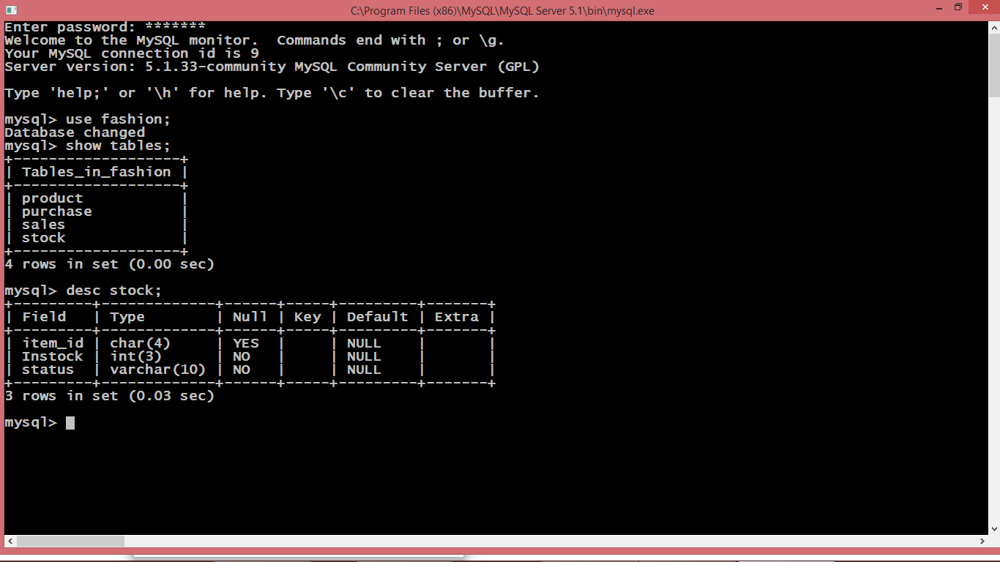 C:\Program Files (x86)\MySQL\MySQL Server 5.1\bin\mysql.exe
Enter password: *******
Welcome to the MySQL monitor.  Commands end with ; or \g.
Your MySQL connection id is 9
Server version: 5.1.33-community MySQL Community Server (GPL)
Type 'help;' or '\h' for help. Type '\c' to clear the buffer.
mysql> use fashion;
Database changed
mysql> show tables;
+-------------------+
| Tables_in_fashion |
+-------------------+
| product           |
| purchase          |
| sales             |
| stock             |
+-------------------+
4 rows in set (0.00 sec)
mysql> desc stock;
+---------+-------------+------+-----+---------+-------+
| Field   | Type        | Null | Key | Default | Extra |
+---------+-------------+------+-----+---------+-------+
| item_id | char(4)     | YES  |     | NULL    |       |
| Instock | int(3)      | NO   |     | NULL    |       |
| status  | varchar(10) | NO   |     | NULL    |       |
+---------+-------------+------+-----+---------+-------+
3 rows in set (0.03 sec)
mysql>